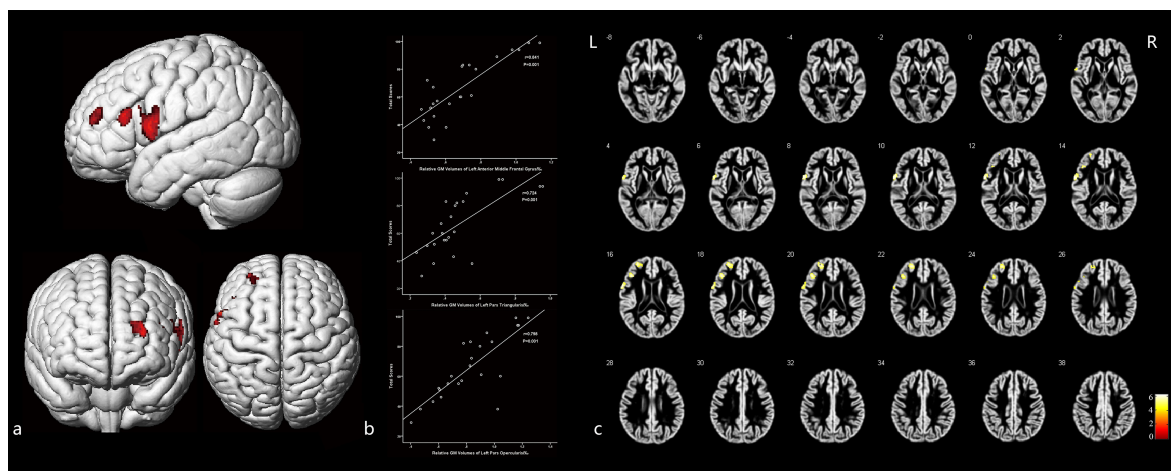 L
R
-8
-6
-4
-2
0
2
4
6
8
10
12
14
16
18
20
22
24
26
28
30
32
34
36
38
6
4
2
0
a
b
c
Total Scores
r=0.841
P=0.001
Relative GM Volumes of Left Anterior Middle Frontal Gyrus‰
Total Scores
r=0.724
P=0.001
Relative GM Volumes of Left Pars Triangularis‰
Total Scores
P=0.001
Relative GM Volumes of Left Pars Opercularis‰